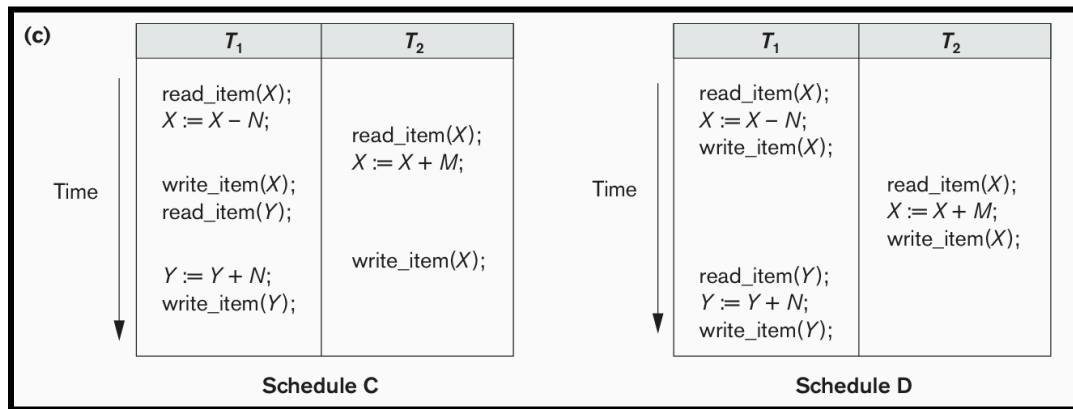 (c)
T1
T2
Time
read_item(X);
X := X – N;
read_item(X);
X := X + M;
write_item(X);
read_item(Y);
write_item(X);
Y := Y + N;
write_item(Y);
Schedule C
T1
T2
Time
read_item(X);
X := X – N;
write_item(X);
read_item(X);
X := X + M;
write_item(X);
read_item(Y);
Y := Y + N;
write_item(Y);
Schedule D